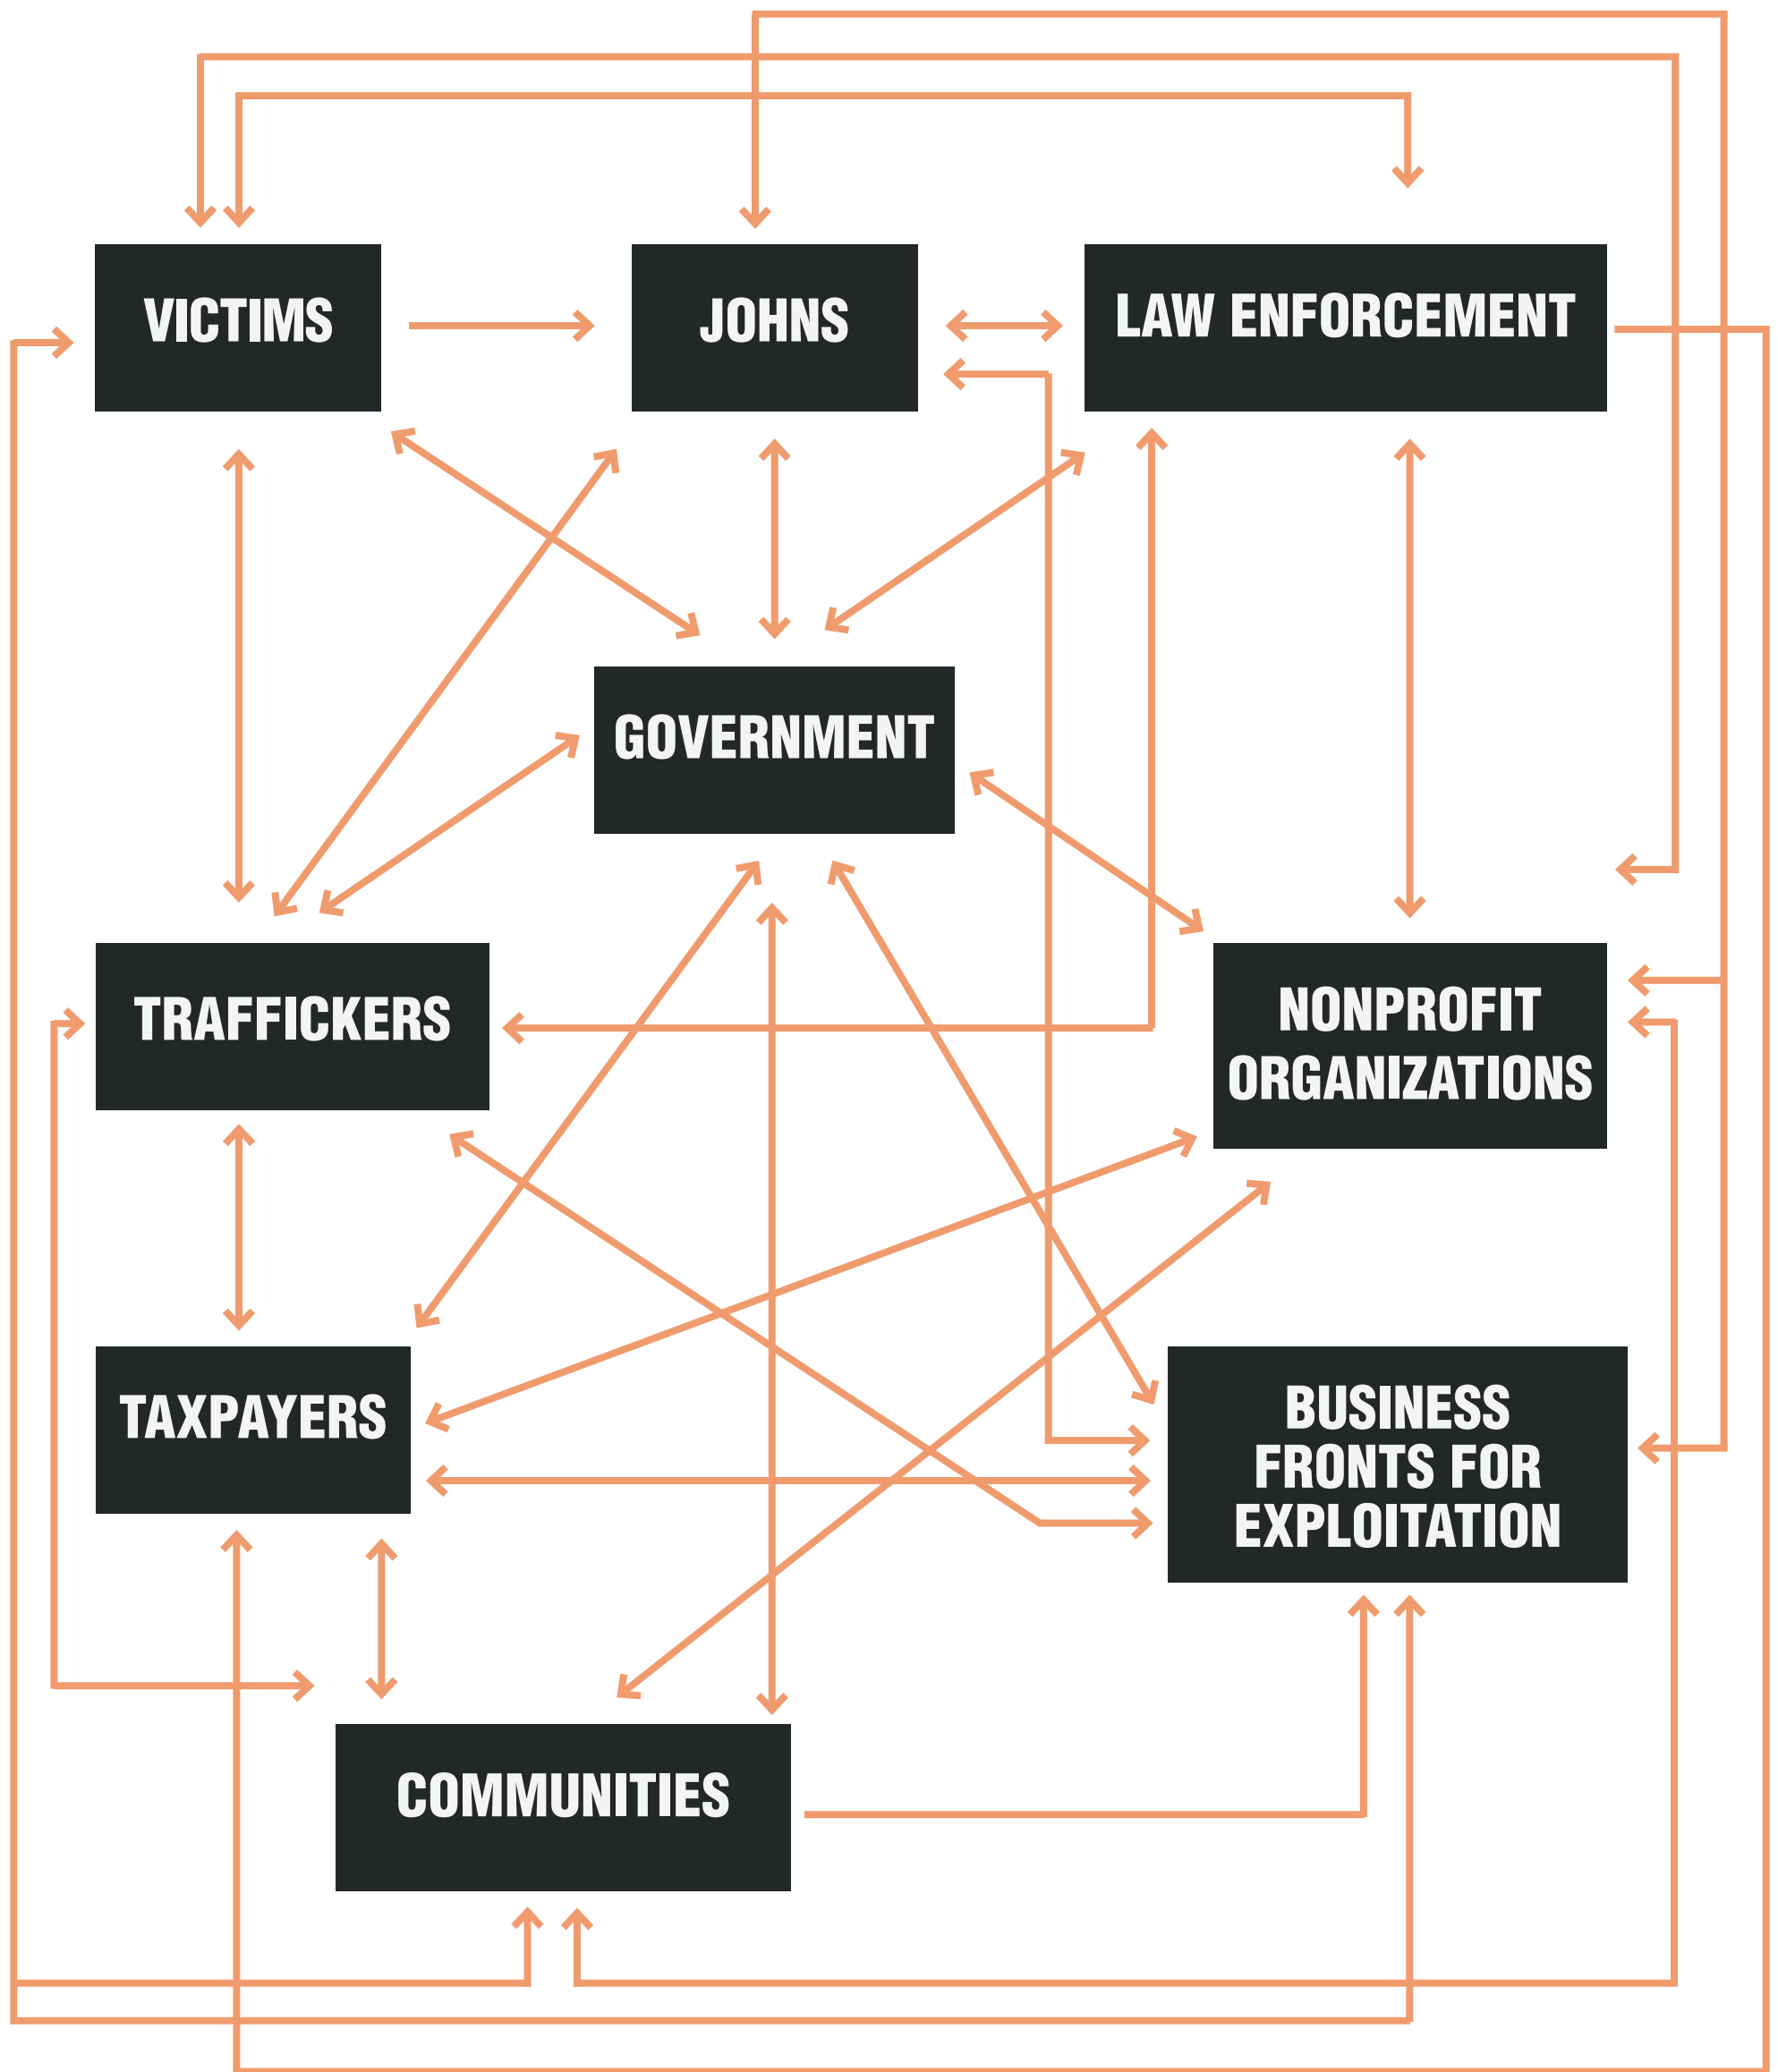 VICTIMS
JOHNS
LAW ENFORCEMENT
GOVERNMENT
TRAFFICKERS
NONPROFIT
ORGANIZATIONS
TAXPAYERS
BUSINESS
FRONTS FOR
EXPLOITATION
COMMUNITIES